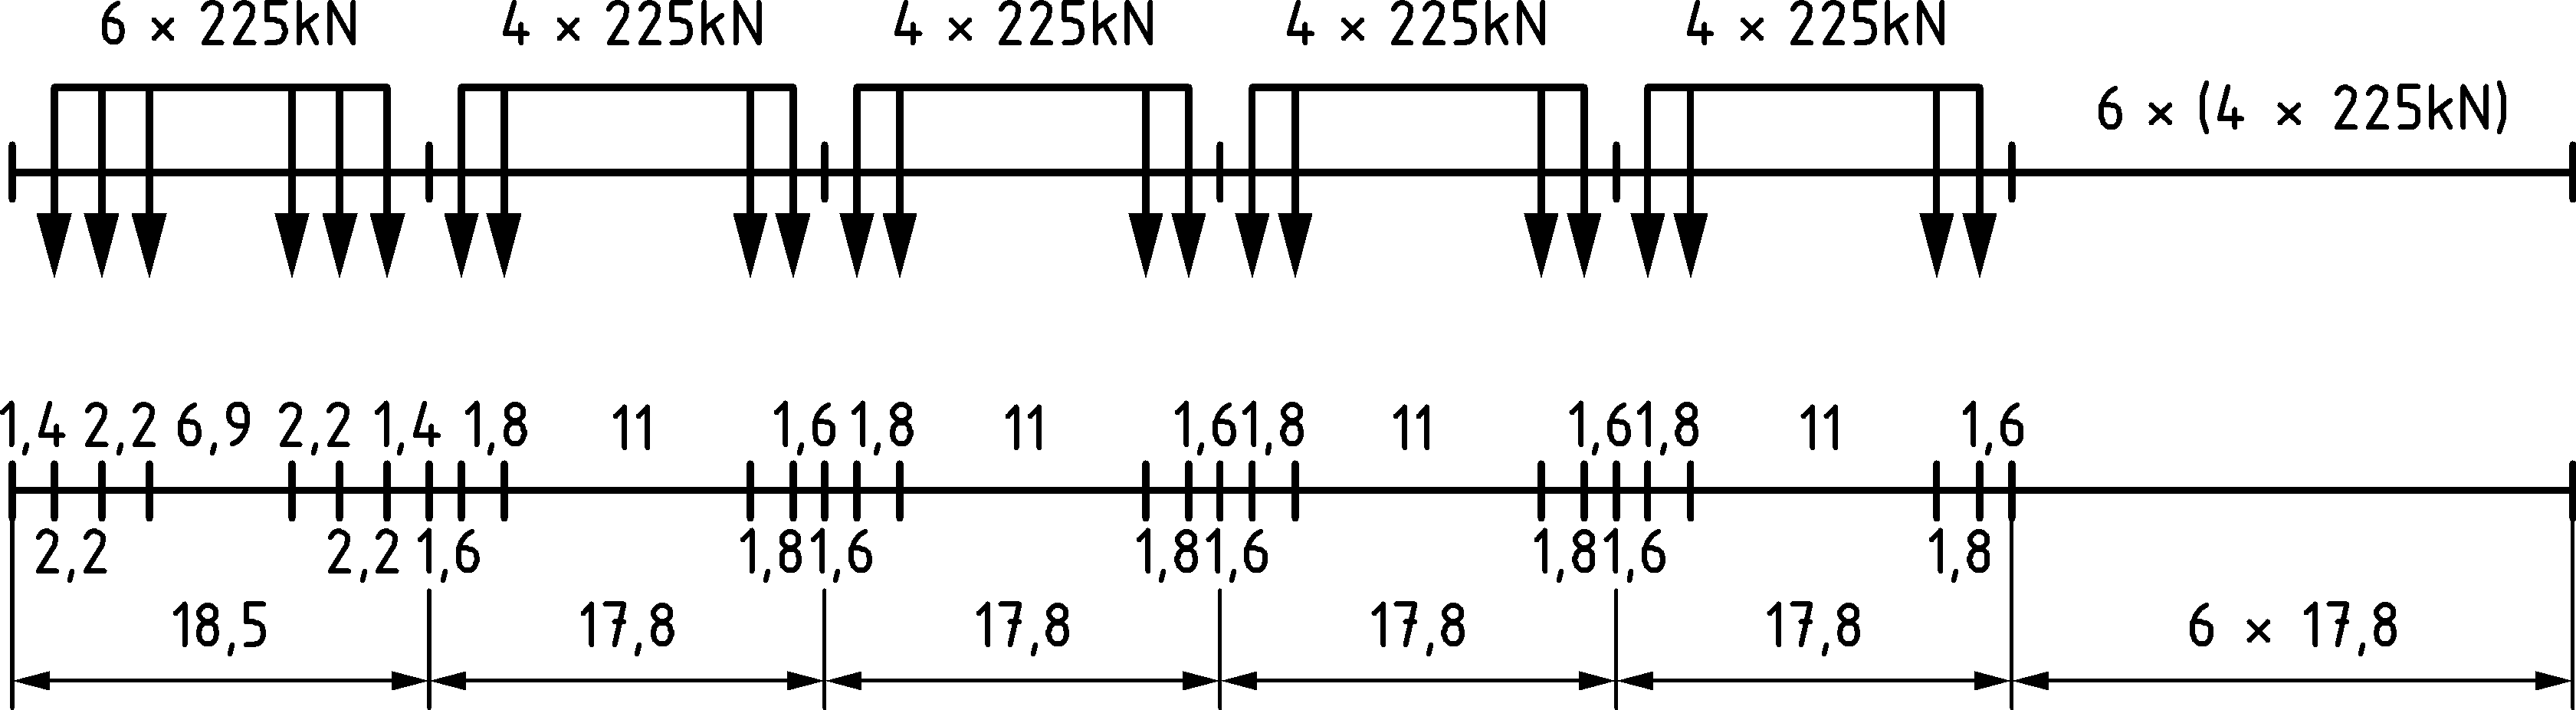 6 × 225kN 4 × 225kN 4 × 225kN 4 × 225kN 4 × 225kN
6 × (4 × 225kN)
1,4 2,2 6,9 2,2 1,4 1,8 11 1,6 1,8 11 1,6 1,8 11 1,6 1,8 11 1,6
2,2 2,2 1,6 1,8 1,6 1,8 1,6 1,8 1,6 1,8
18,5 17,8 17,8 17,8 17,8 6 × 17,8